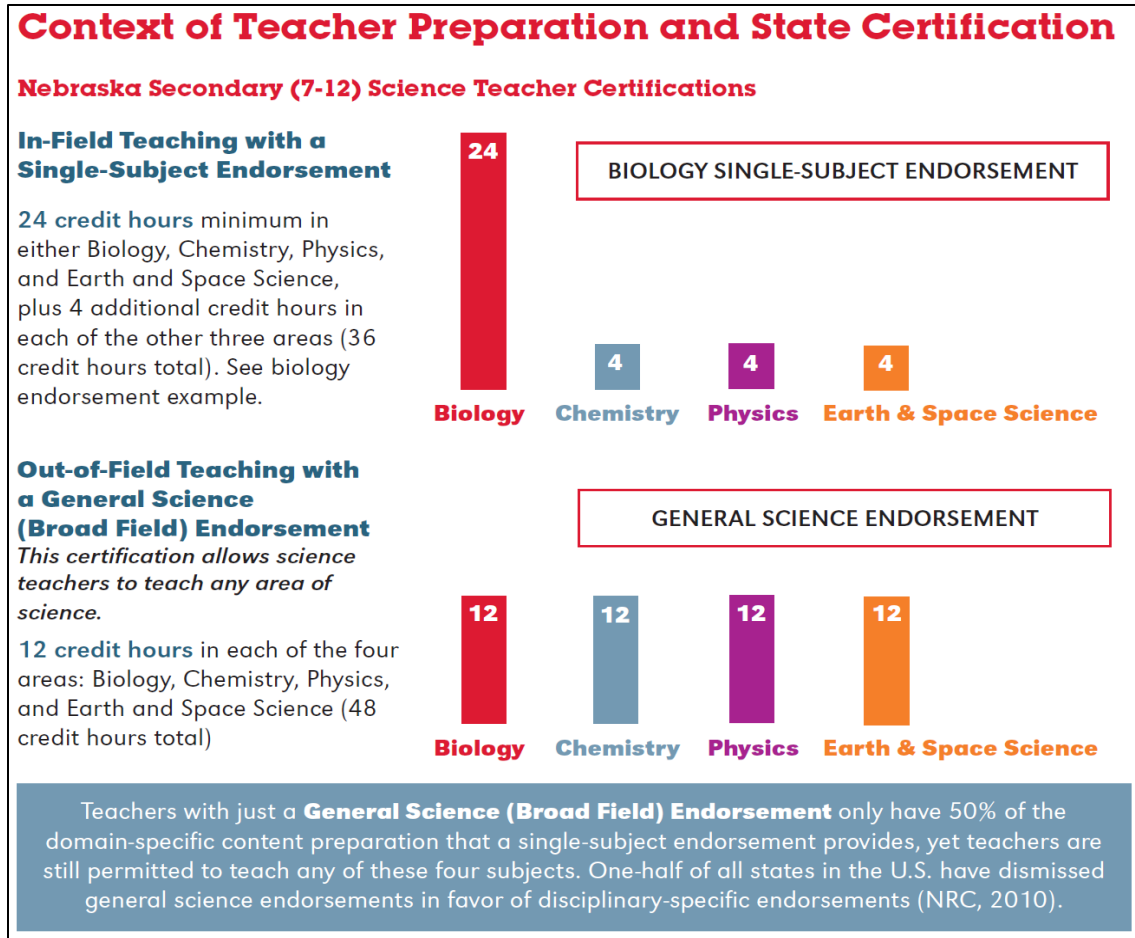 Context of Teacher Preparation and State Certification
Nebraska Secondary (7-12) Science Teacher Certifications
In-Field Teaching with a
Single-Subject Endorsement
24 credit hours minimum in
either Biology, Chemistry, Physics,
and Earth and Space Science,
plus 4 additional credit hours in
each of the other three areas (36
credit hours total). See biology
endorsement example.
BIOLOGY SINGLE-SUBJECT ENDORSEMENT
24
4
4
4
Biology
Chemistry
Physics
Earth & Space Science
Out-of-Field Teaching with
a General Science
(Broad Field) Endorsement
This certification allows science
teachers to teach any area of
science.
12 credit hours in each of the four
areas: Biology, Chemistry, Physics,
and Earth and Space Science (48
credit hours total)
GENERAL SCIENCE ENDORSEMENT
12
12
12
12
Biology
Chemistry
Physics
Earth & Space Science
Teachers with just a General Science (Broad Field) Endorsement only have 50% of the
domain-specific content preparation that a single-subject endorsement provides, yet teachers are
still permitted to teach any of these four subjects. One-half of all states in the U.S. have dismissed
general science endorsements in favor of disciplinary-specific endorsements (NRC, 2010).